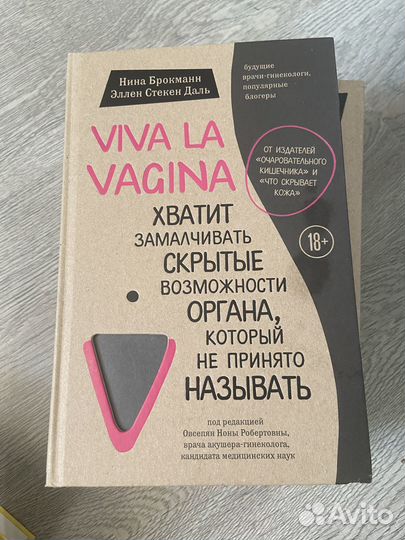 Нина Брокманн
Эллен Стекен Даль
будущие
врачи-гинекологи,
популярные
блогеры
VIVA LA
VAGINA
ОТ ИЗДАТЕЛЕЙ
«ОЧАРОВАТЕЛЬНОГО
КИШЕЧНИКА» И
«ЧТО СКРЫВАЕТ
КОЖА»
18+
ХВАТИТ
ЗАМАЛЧИВАТЬ
СКРЫТЫЕ
ВОЗМОЖНОСТИ
ОРГАНА,
КОТОРЫЙ
НЕ ПРИНЯТО
НАЗЫВАТЬ
под редакцией
Овсепян Ноны Робертовны,
врача акушера-гинеколога,
кандидата медицинских наук
Avito